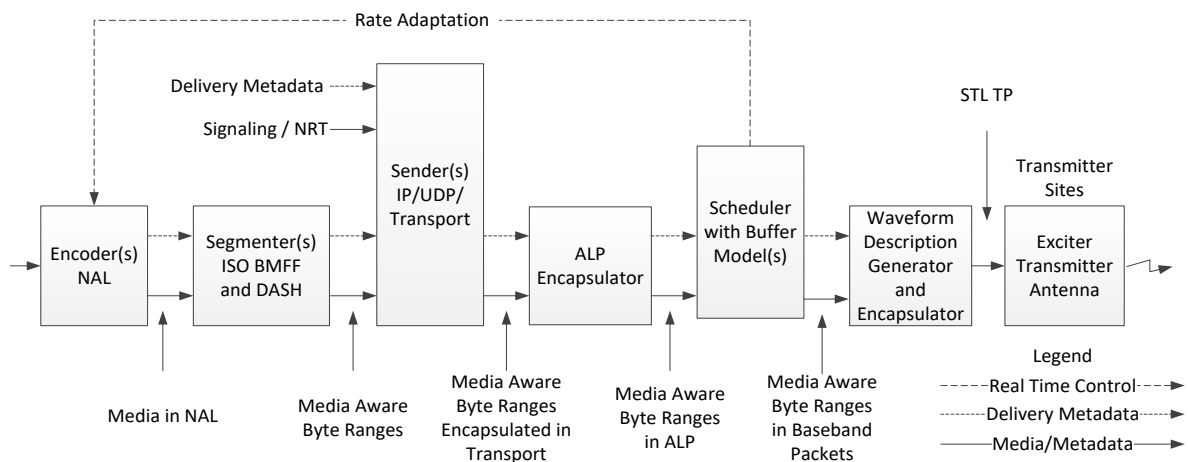 Rate Adaptation
Delivery Metadata
Signaling / NRT
STL TP
Transmitter
Sites
Encoder(s)
NAL
Segmenter(s)
ISO BMFF
and DASH
Sender(s)
IP/UDP/
Transport
ALP
Encapsulator
Scheduler
with Buffer
Model(s)
Waveform
Description
Generator
and
Encapsulator
Exciter
Transmitter
Antenna
Media in NAL
Media Aware
Byte Ranges
Media Aware
Byte Ranges
Encapsulated in
Transport
Media Aware
Byte Ranges
in ALP
Media Aware
Byte Ranges
in Baseband
Packets
Legend
Real Time Control
Delivery Metadata
Media/Metadata